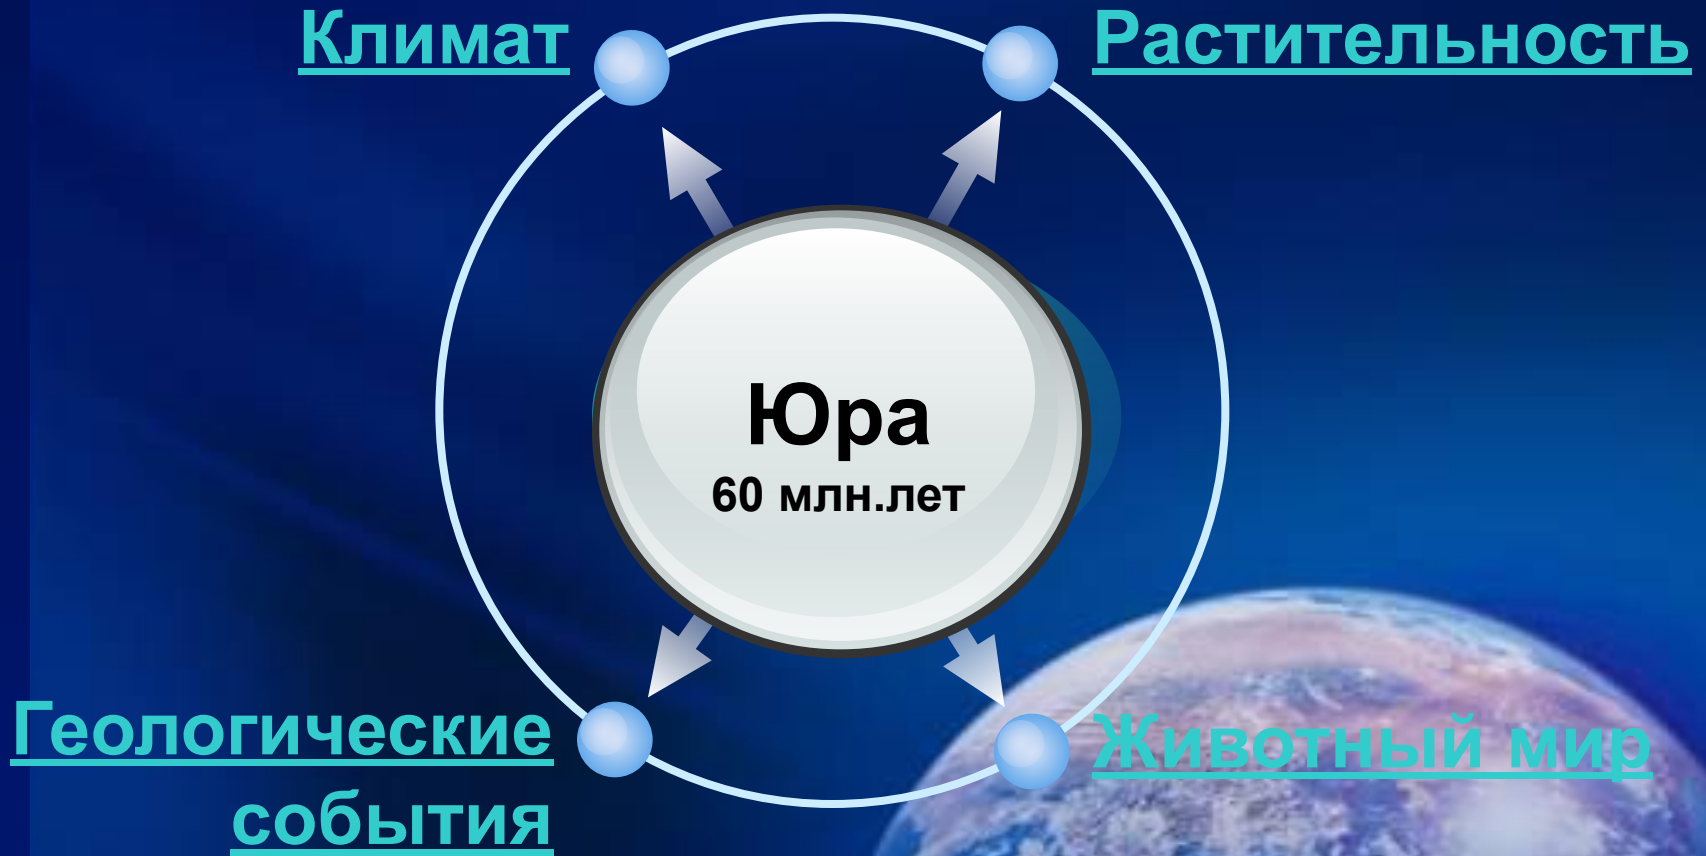 Климат
Растительность
Юра
60 млн.лет
Геологические
события
Животный мир